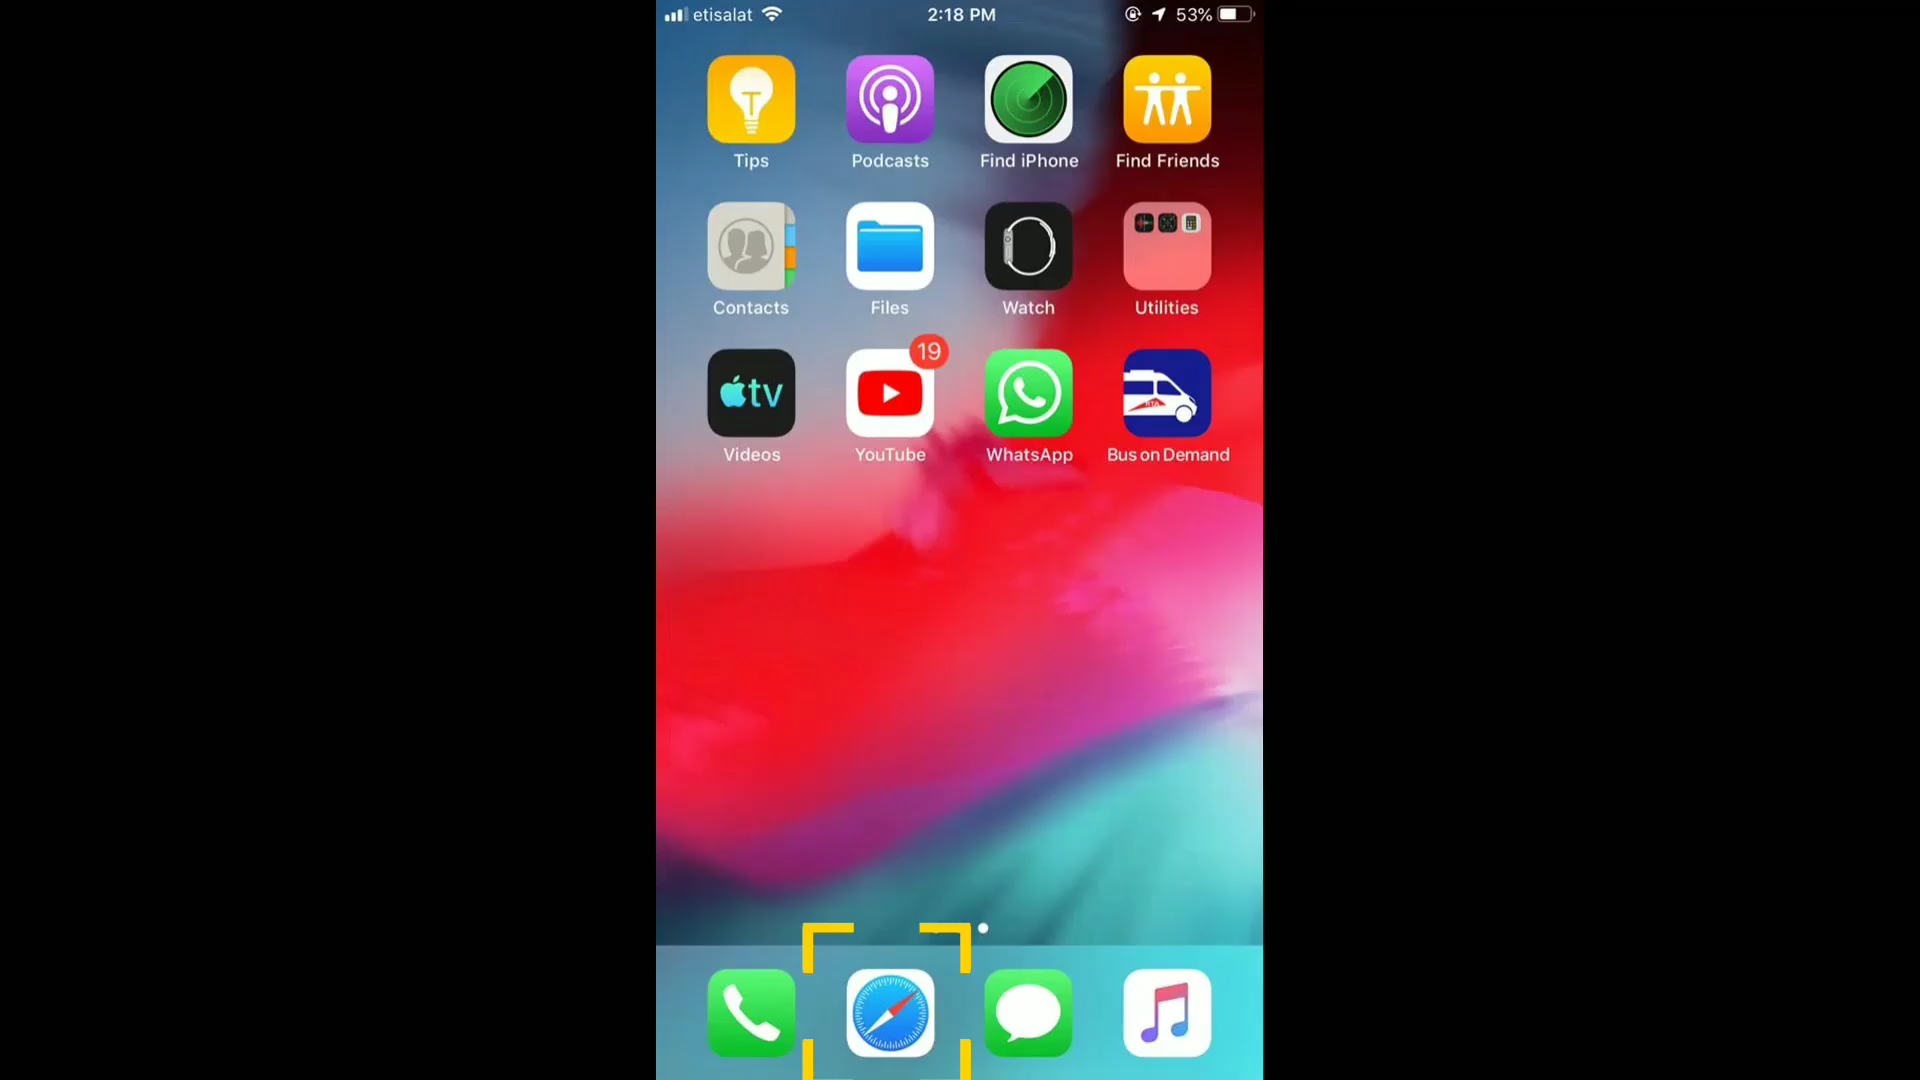 etisalat 2:18 PM 53%
Tips Podcasts Find iPhone Find Friends
Contacts Files Watch Utilities
tv 19 RTA
Videos YouTube WhatsApp Bus on Demand